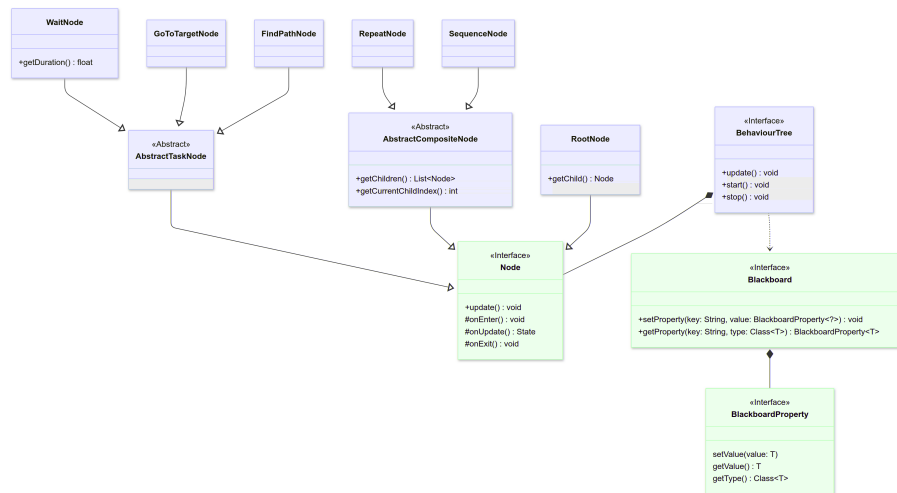 WaitNode
+getDuration() : float
GoToTargetNode
FindPathNode
RepeatNode
SequenceNode
«Abstract»
AbstractTaskNode
«Abstract»
AbstractCompositeNode
+getChildren() : List<Node>
+getCurrentChildIndex() : int
RootNode
+getChild() : Node
«Interface»
BehaviourTree
+update() : void
+start() : void
+stop() : void
«Interface»
Node
+update() : void
#onEnter() : void
#onUpdate() : State
#onExit() : void
«Interface»
Blackboard
+setProperty(key: String, value: BlackboardProperty<?>) : void
+getProperty(key: String, type: Class<T>) : BlackboardProperty<T>
«Interface»
BlackboardProperty
setValue(value: T)
getValue() : T
getType() : Class<T>